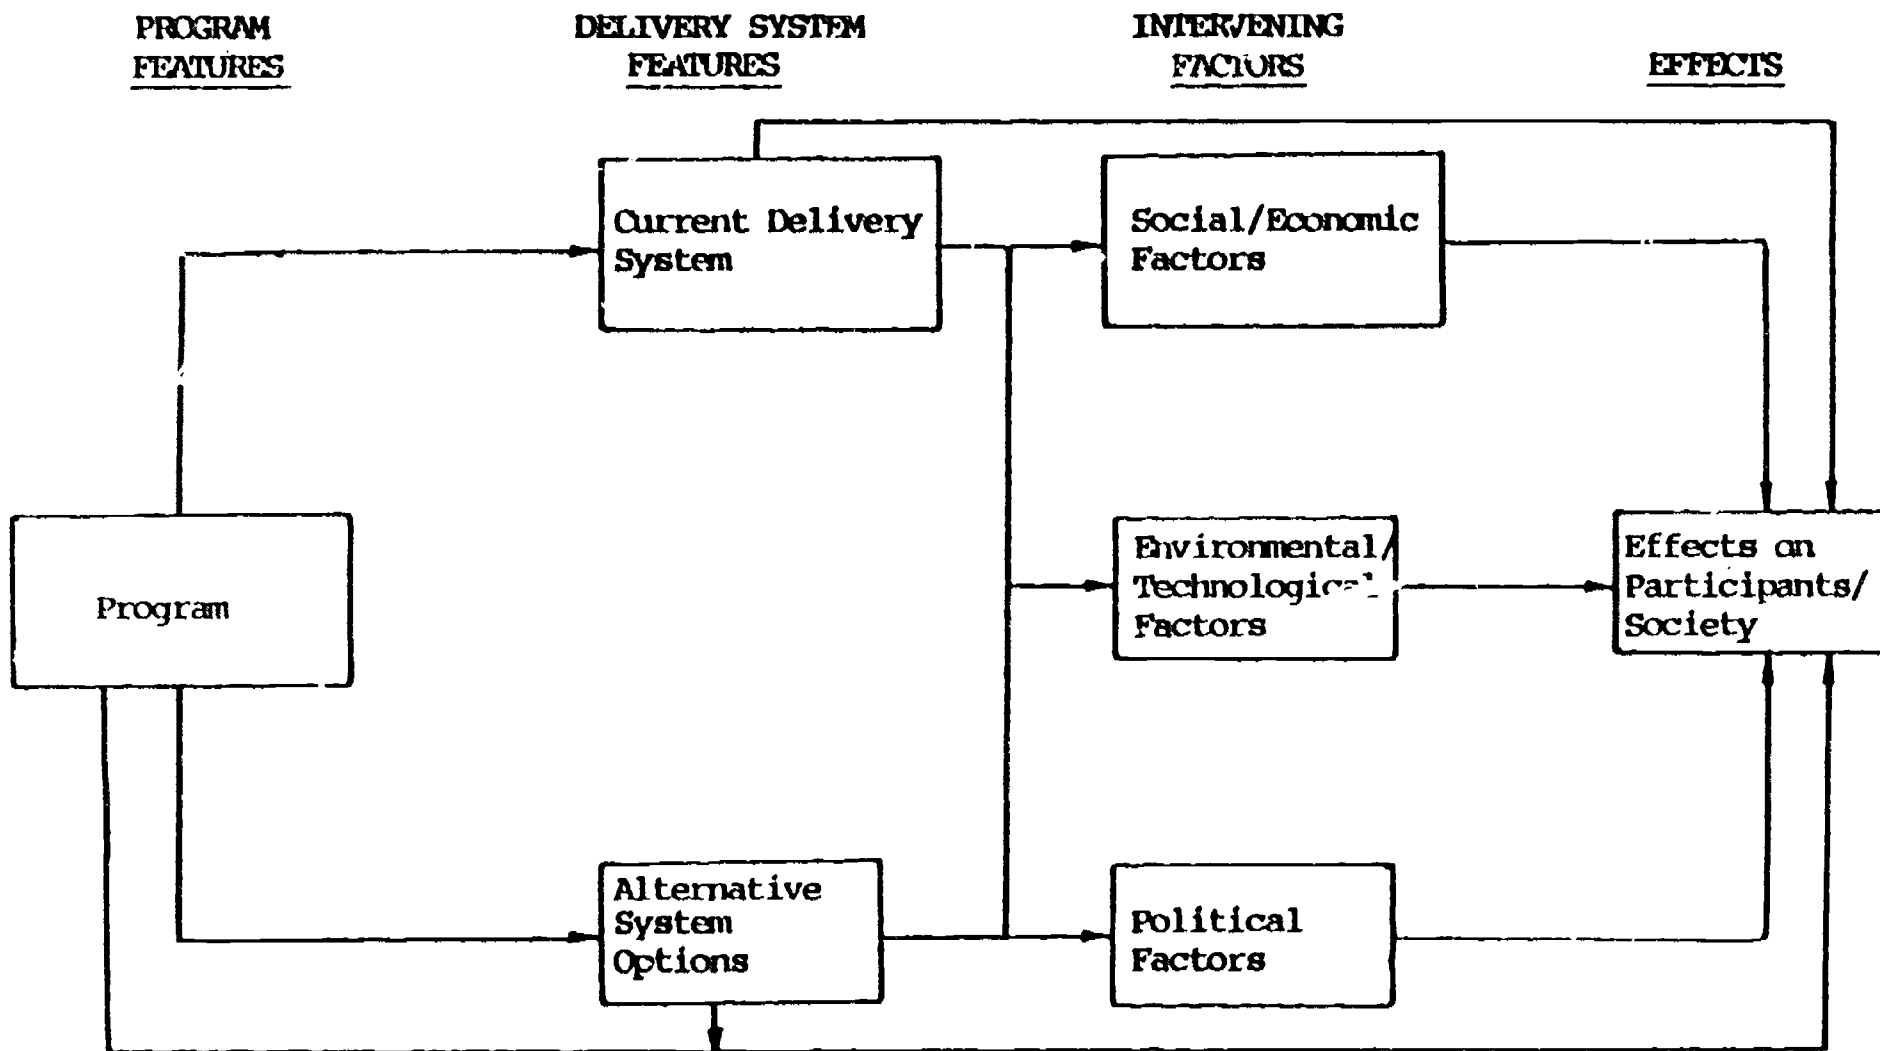 PROGRAM
FEATURES
DELIVERY SYSTEM
FEATURES
INTERVENING
FACTORS
EFFECTS
Current Delivery
System
Social/Economic
Factors
Program
Environmental/
Technological
Factors
Effects on
Participants/
Society
Alternative
System
Options
Political
Factors